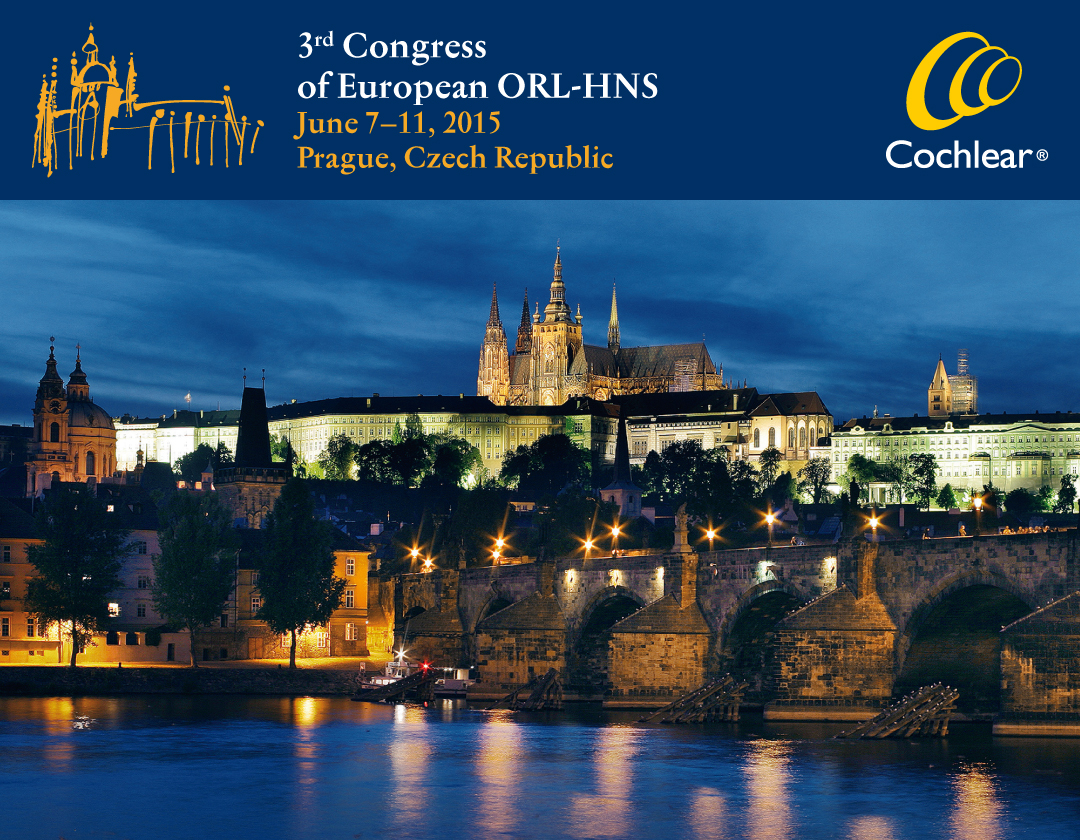 3rd Congress
of European ORL-HNS
June 7–11, 2015
Prague, Czech Republic
Cochlear®